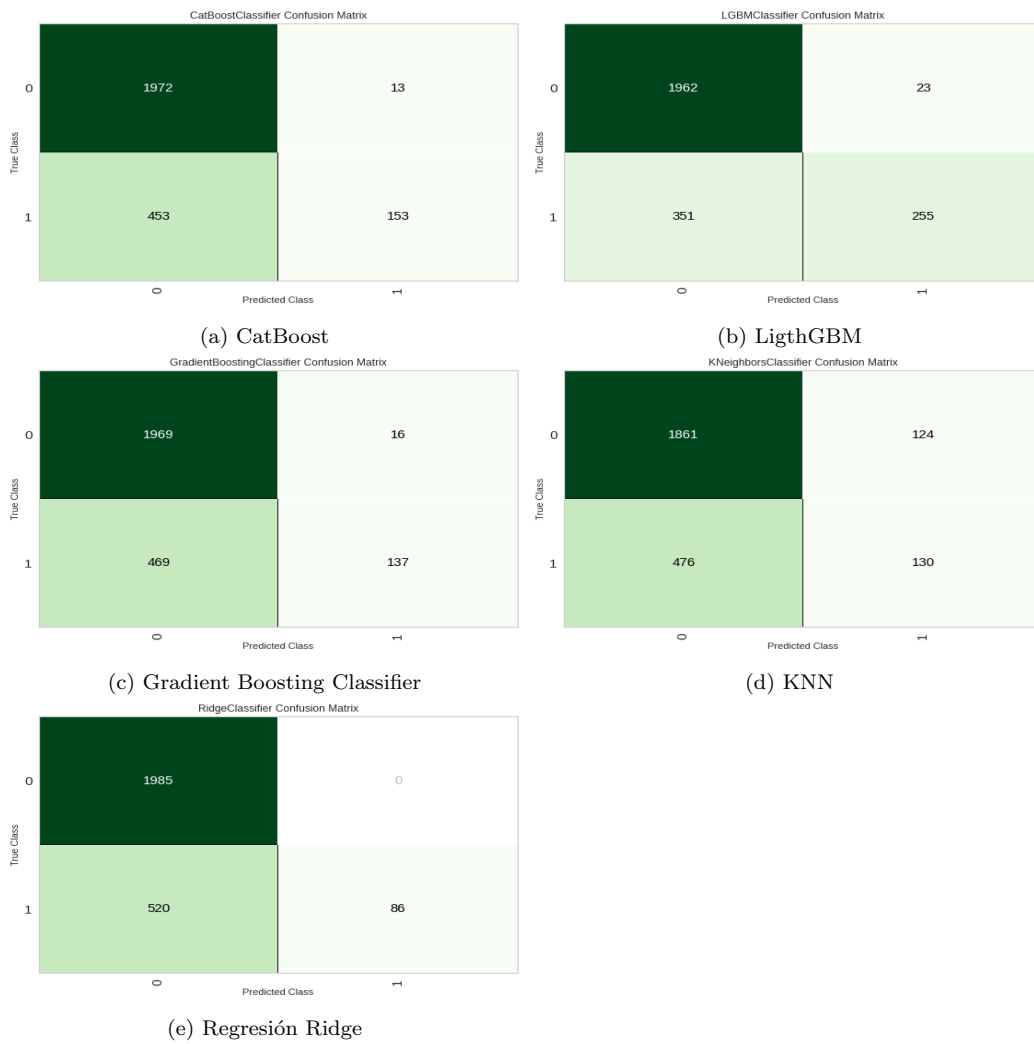 CatBoostClassifier Confusion Matrix
0
1972
13
True Class
1
453
153
0
1
Predicted Class
(a) CatBoost
LGBMClassifier Confusion Matrix
0
1962
23
True Class
1
351
255
0
1
Predicted Class
(b) LigthGBM
GradientBoostingClassifier Confusion Matrix
0
1969
16
True Class
1
469
137
0
1
Predicted Class
(c) Gradient Boosting Classifier
KNeighborsClassifier Confusion Matrix
0
1861
124
True Class
1
476
130
0
1
Predicted Class
(d) KNN
RidgeClassifier Confusion Matrix
0
1985
0
True Class
1
520
86
0
1
Predicted Class
(e) Regresión Ridge